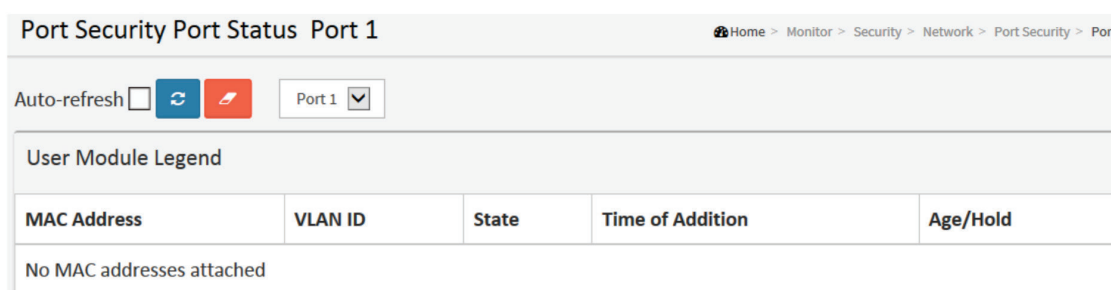 Port Security Port Status Port 1
Home > Monitor > Security > Network > Port Security >
Auto-refresh
Port 1
User Module Legend
MAC Address VLAN ID State Time of Addition Age/Hold
No MAC addresses attached